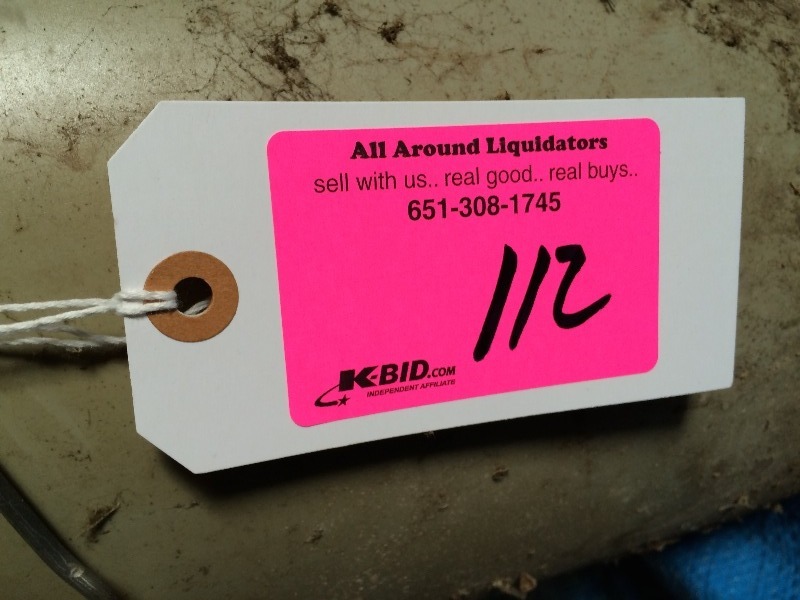 All Around Liquidators
sell with us.. real good.. real buys..
651-308-1745
112
K-BID.COM
INDEPENDENT AFFILIATE